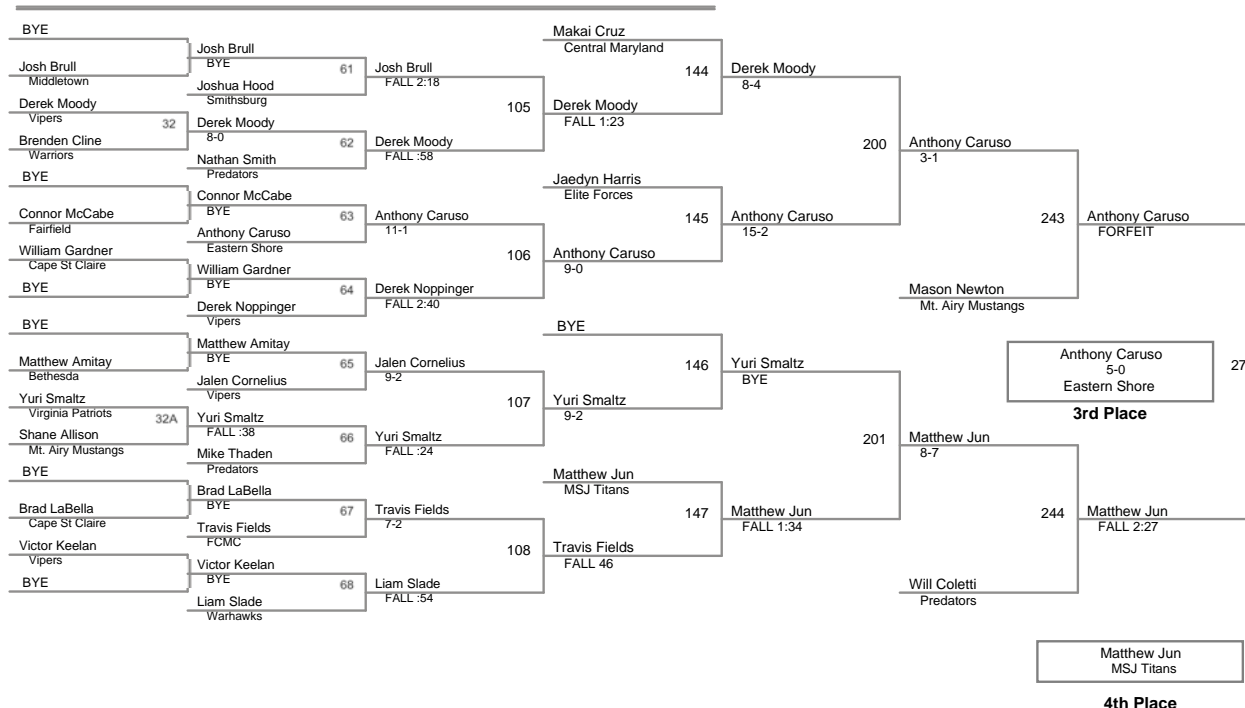 BYE
Josh Brull
Middletown
Derek Moody
Vipers
32
Brenden Cline
Warriors
BYE
Connor McCabe
Fairfield
William Gardner
Cape St Claire
BYE
BYE
Matthew Amitay
Bethesda
Yuri Smaltz
Virginia Patriots
32A
Shane Allison
Mt. Airy Mustangs
BYE
Brad LaBella
Cape St Claire
Victor Keelan
Vipers
BYE
Josh Brull
BYE
61
Joshua Hood
Smithsburg
Derek Moody
8-0
62
Nathan Smith
Predators
Connor McCabe
BYE
63
Anthony Caruso
Eastern Shore
William Gardner
BYE
64
Derek Noppinger
Vipers
Matthew Amitay
BYE
65
Jalen Cornelius
Vipers
Yuri Smaltz
FALL :38
66
Mike Thaden
Predators
Brad LaBella
BYE
67
Travis Fields
FCMC
Victor Keelan
BYE
68
Liam Slade
Warhawks
Josh Brull
FALL 2:18
105
Derek Moody
FALL :58
Anthony Caruso
11-1
106
Derek Noppinger
FALL 2:40
Jalen Cornelius
9-2
107
Yuri Smaltz
FALL :24
Travis Fields
7-2
108
Liam Slade
FALL :54
Makai Cruz
Central Maryland
144
Derek Moody
FALL 1:23
Jaedyn Harris
Elite Forces
145
Anthony Caruso
9-0
BYE
146
Yuri Smaltz
9-2
Matthew Jun
MSJ Titans
147
Travis Fields
FALL 46
Derek Moody
8-4
200
Anthony Caruso
15-2
Yuri Smaltz
BYE
201
Matthew Jun
FALL 1:34
Anthony Caruso
3-1
243
Mason Newton
Mt. Airy Mustangs
Matthew Jun
8-7
244
Will Coletti
Predators
Anthony Caruso
FORFEIT
Anthony Caruso
5-0
Eastern Shore
27
3rd Place
Matthew Jun
FALL 2:27
Matthew Jun
MSJ Titans
4th Place